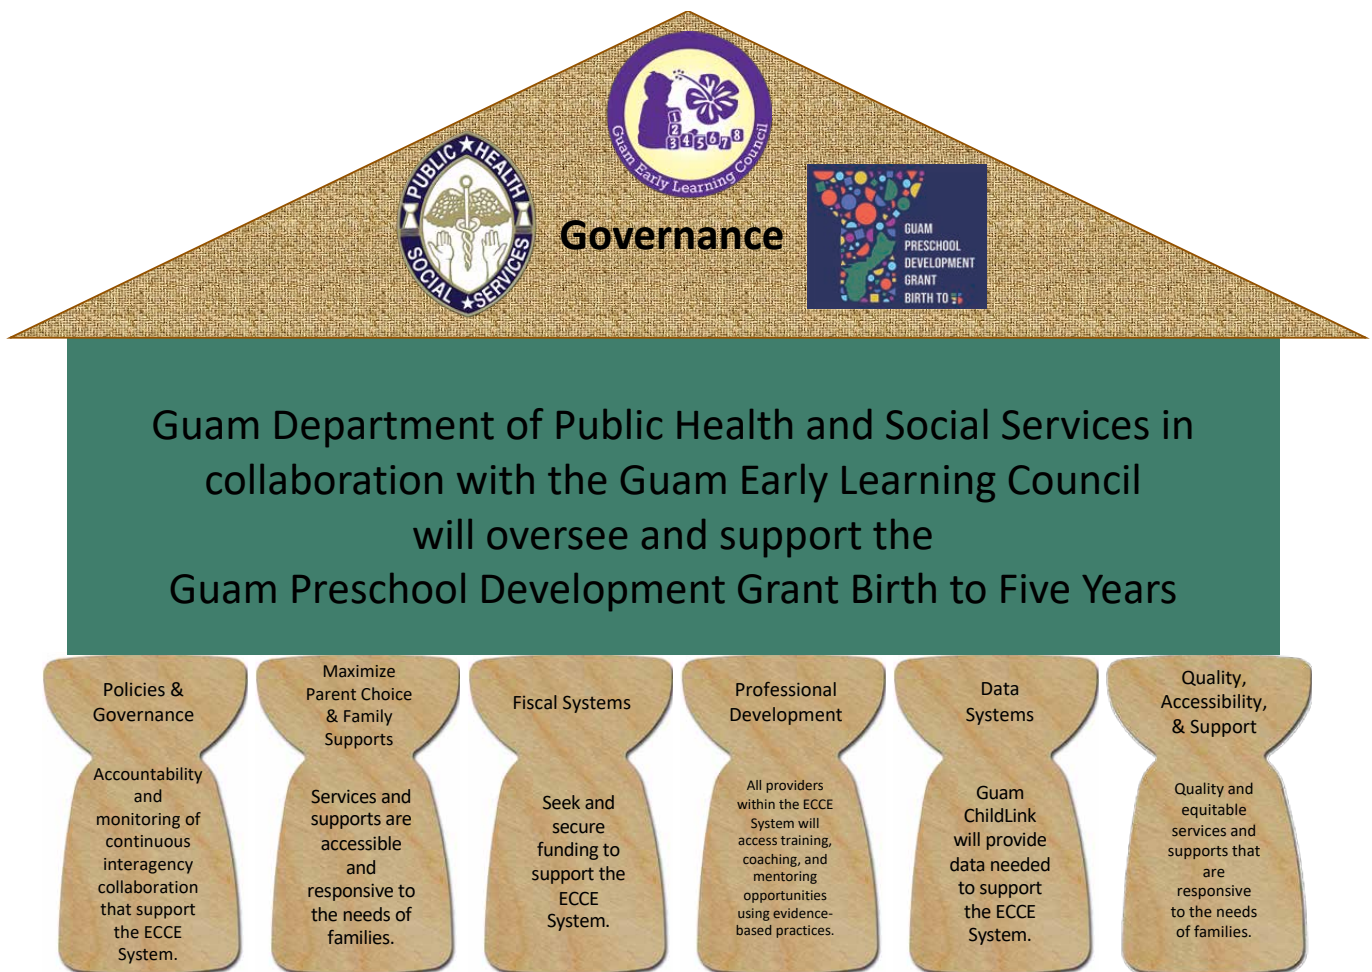 Guam Early Learning Council
1
2
3 4 5 6 7 8
PUBLIC HEALTH
SOCIAL SERVICES
Governance
GUAM
PRESCHOOL
DEVELOPMENT
GRANT
BIRTH TO 5
Guam Department of Public Health and Social Services in
collaboration with the Guam Early Learning Council
will oversee and support the
Guam Preschool Development Grant Birth to Five Years
Policies &
Governance
Accountability
and
monitoring of
continuous
interagency
collaboration
that support
the ECCE
System.
Maximize
Parent Choice
& Family
Supports
Services and
supports are
accessible
and
responsive to
the needs of
families.
Fiscal Systems
Seek and
secure
funding to
support the
ECCE
System.
Professional
Development
All providers
within the ECCE
System will
access training,
coaching, and
mentoring
opportunities
using evidence-
based practices.
Data
Systems
Guam
ChildLink
will provide
data needed
to support
the ECCE
System.
Quality,
Accessibility,
& Support
Quality and
equitable
services and
supports that
are
responsive
to the needs
of families.